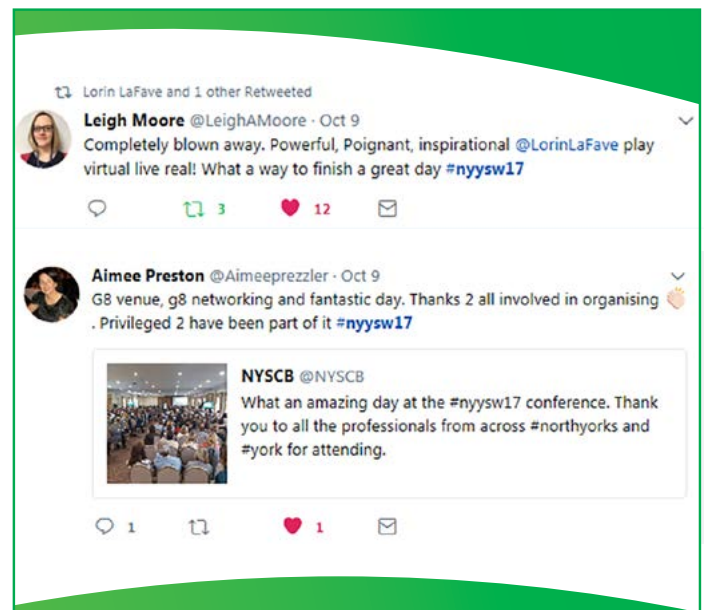 Lorin LaFave and 1 other Retweeted
Leigh Moore @LeighAMoore · Oct 9
Completely blown away. Powerful, Poignant, inspirational @LorinLaFave play
virtual live real! What a way to finish a great day #nyysw17
3 12
Aimee Preston @Aimeeprezzler · Oct 9
G8 venue, g8 networking and fantastic day. Thanks 2 all involved in organising 👏
. Privileged 2 have been part of it #nyysw17
NYSCB @NYSCB
What an amazing day at the #nyysw17 conference. Thank
you to all the professionals from across #northyorks and
#york for attending.
1 1